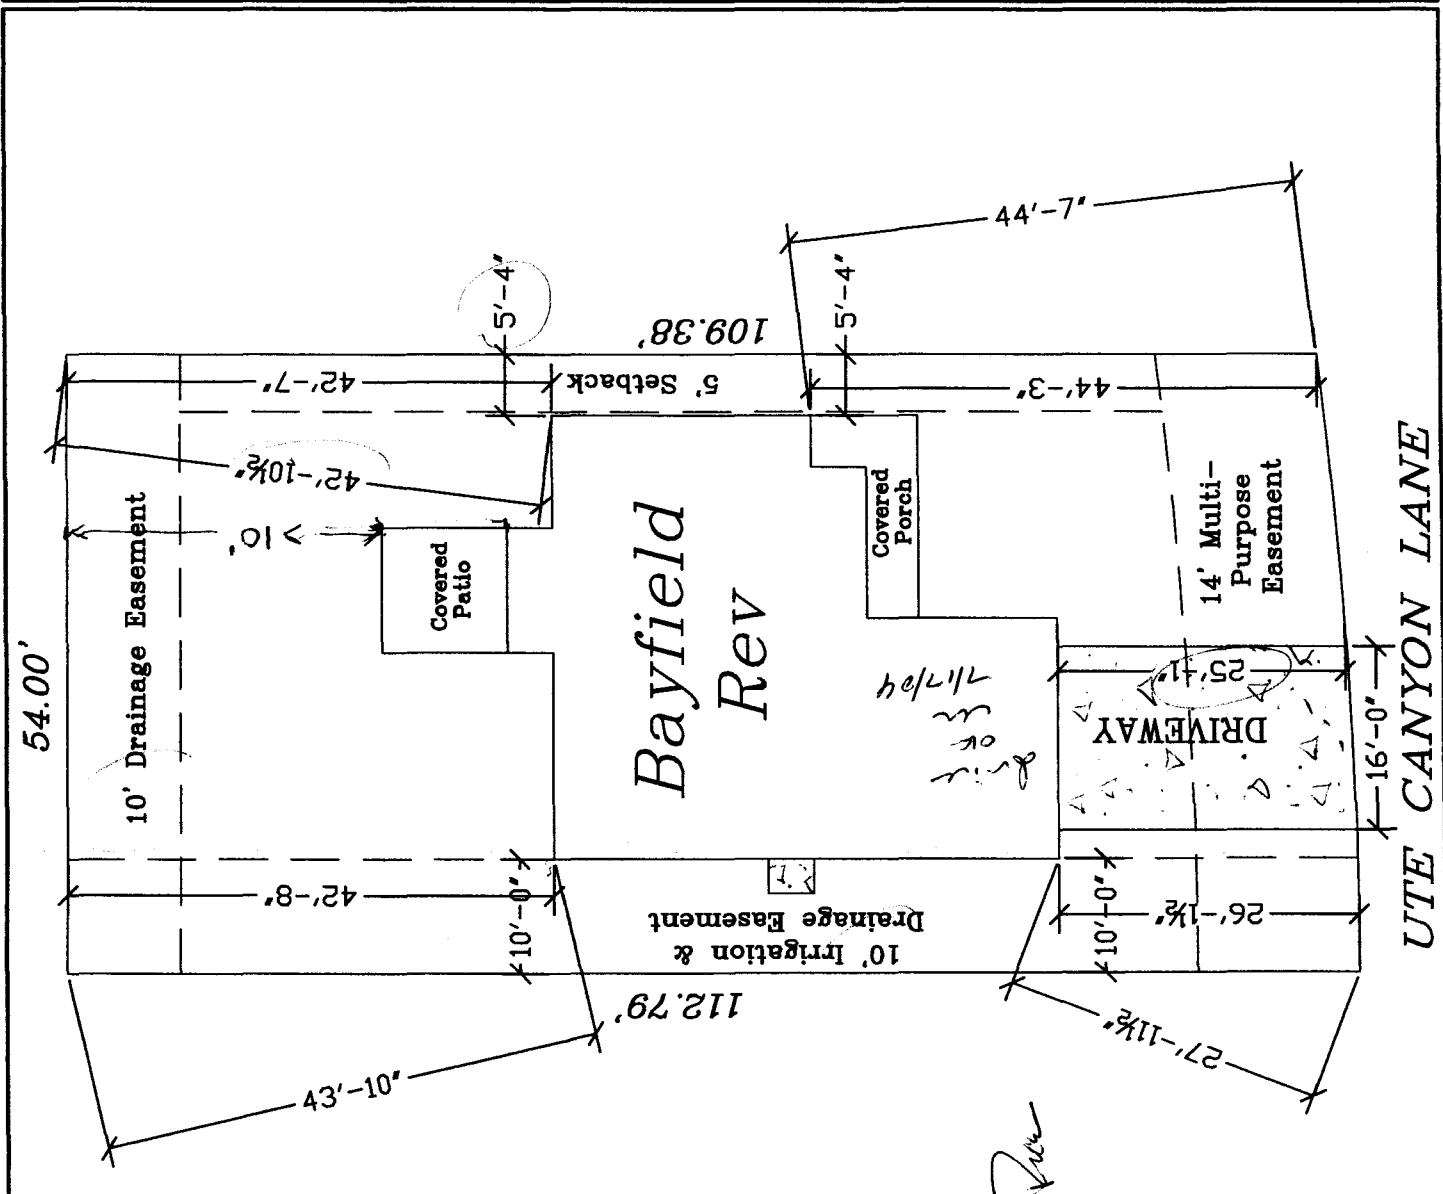 54.00'
10' Drainage Easement
42'-7"
42'-10½"
>10'
Covered
Patio
42'-8"
10'-0"
43'-10"
5'-4"
109.38'
5' Setback
5'-4"
44'-3"
44'-7"
Bayfield
Rev
Covered
Porch
drive
OK
7/17/04
10' Irrigation &
Drainage Easement
112.79'
14' Multi-
Purpose
Easement
25'-1"
DRIVEWAY
16'-0"
10'-0"
26'-1½"
27'-11½"
UTE CANYON LANE